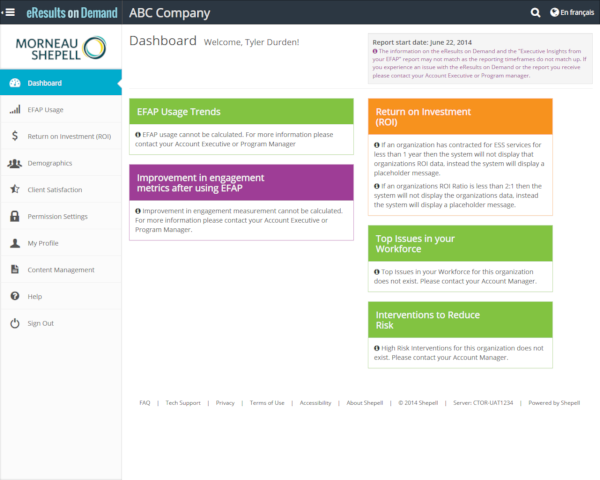 eResults on Demand
ABC Company
En français
MORNEAU
SHEPELL
Dashboard
EFAP Usage
Return on Investment (ROI)
Demographics
Client Satisfaction
Permission Settings
My Profile
Content Management
Help
Sign Out
Dashboard Welcome, Tyler Durden!
Report start date: June 22, 2014
The information on the eResults on Demand and the "Executive Insights from
your EFAP" report may not match as the reporting timeframes do not match up. If
you experience an issue with the eResults on Demand or the report you receive
please contact your Account Executive or Program manager.
EFAP Usage Trends
EFAP usage cannot be calculated. For more information please
contact your Account Executive or Program Manager
Improvement in engagement
metrics after using EFAP
Improvement in engagement measurement cannot be calculated.
For more information please contact your Account Executive or
Program Manager.
Return on Investment
(ROI)
If an organization has contracted for ESS services for
less than 1 year then the system will not display that
organizations ROI data, instead the system will display a
placeholder message.
If an organizations ROI Ratio is less than 2:1 then the
system will not display the organizations data, instead
the system will display a placeholder message.
Top Issues in your
Workforce
Top Issues in your Workforce for this organization
does not exist. Please contact your Account Manager.
Interventions to Reduce
Risk
High Risk Interventions for this organization does not
exist. Please contact your Account Manager.
FAQ | Tech Support | Privacy | Terms of Use | Accessibility | About Shepell | © 2014 Shepell | Server: CTOR-UAT1234 | Powered by Shepell